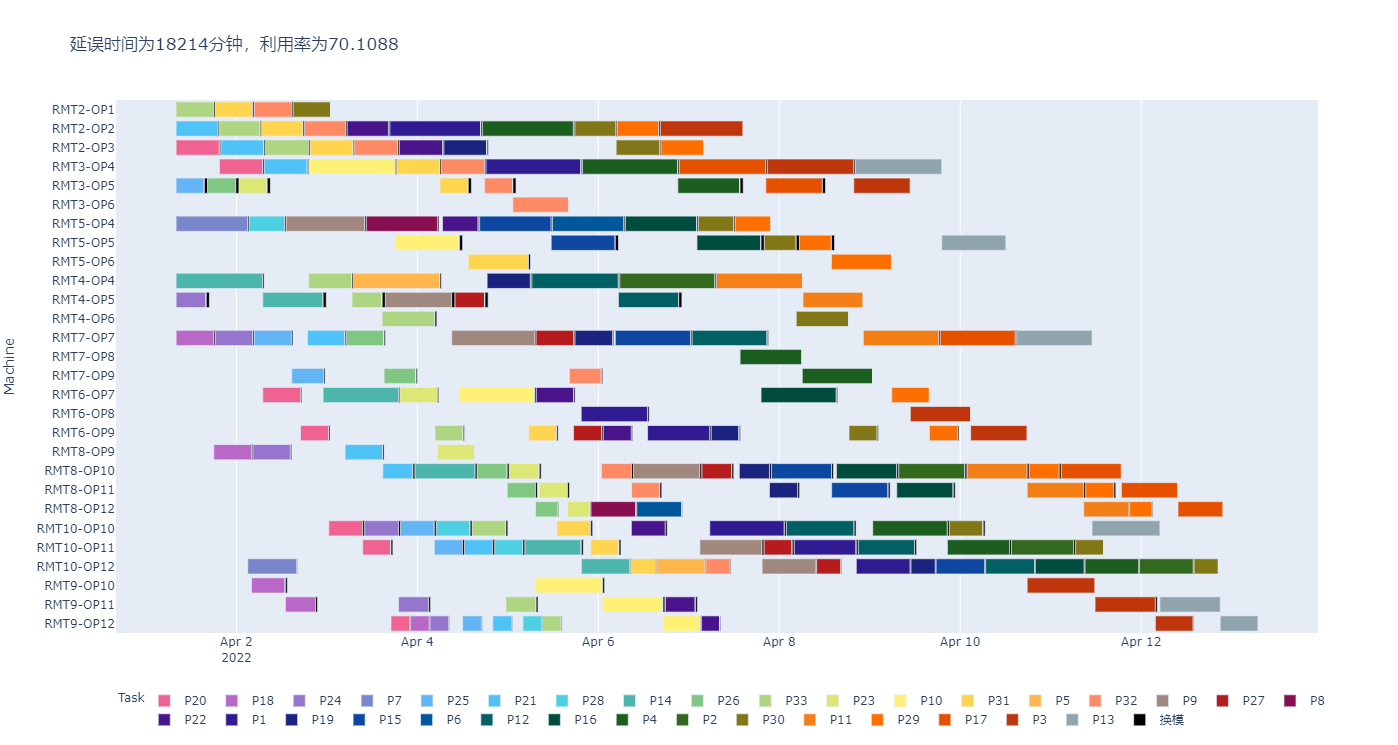 延误时间为18214分钟，利用率为70.1088
RMT2-OP1
RMT2-OP2
RMT2-OP3
RMT3-OP4
RMT3-OP5
RMT3-OP6
RMT5-OP4
RMT5-OP5
RMT5-OP6
RMT4-OP4
RMT4-OP5
RMT4-OP6
RMT7-OP7
RMT7-OP8
RMT7-OP9
RMT6-OP7
RMT6-OP8
RMT6-OP9
RMT8-OP9
RMT8-OP10
RMT8-OP11
RMT8-OP12
RMT10-OP10
RMT10-OP11
RMT10-OP12
RMT9-OP10
RMT9-OP11
RMT9-OP12
Machine
Apr 2 Apr 4 Apr 6 Apr 8 Apr 10 Apr 12
2022
Task P20 P18 P24 P7 P25 P21 P28 P14 P26 P33 P23 P10 P31 P5 P32 P9 P27 P8
P22 P1 P19 P15 P6 P12 P16 P4 P2 P30 P11 P29 P17 P3 P13 换模